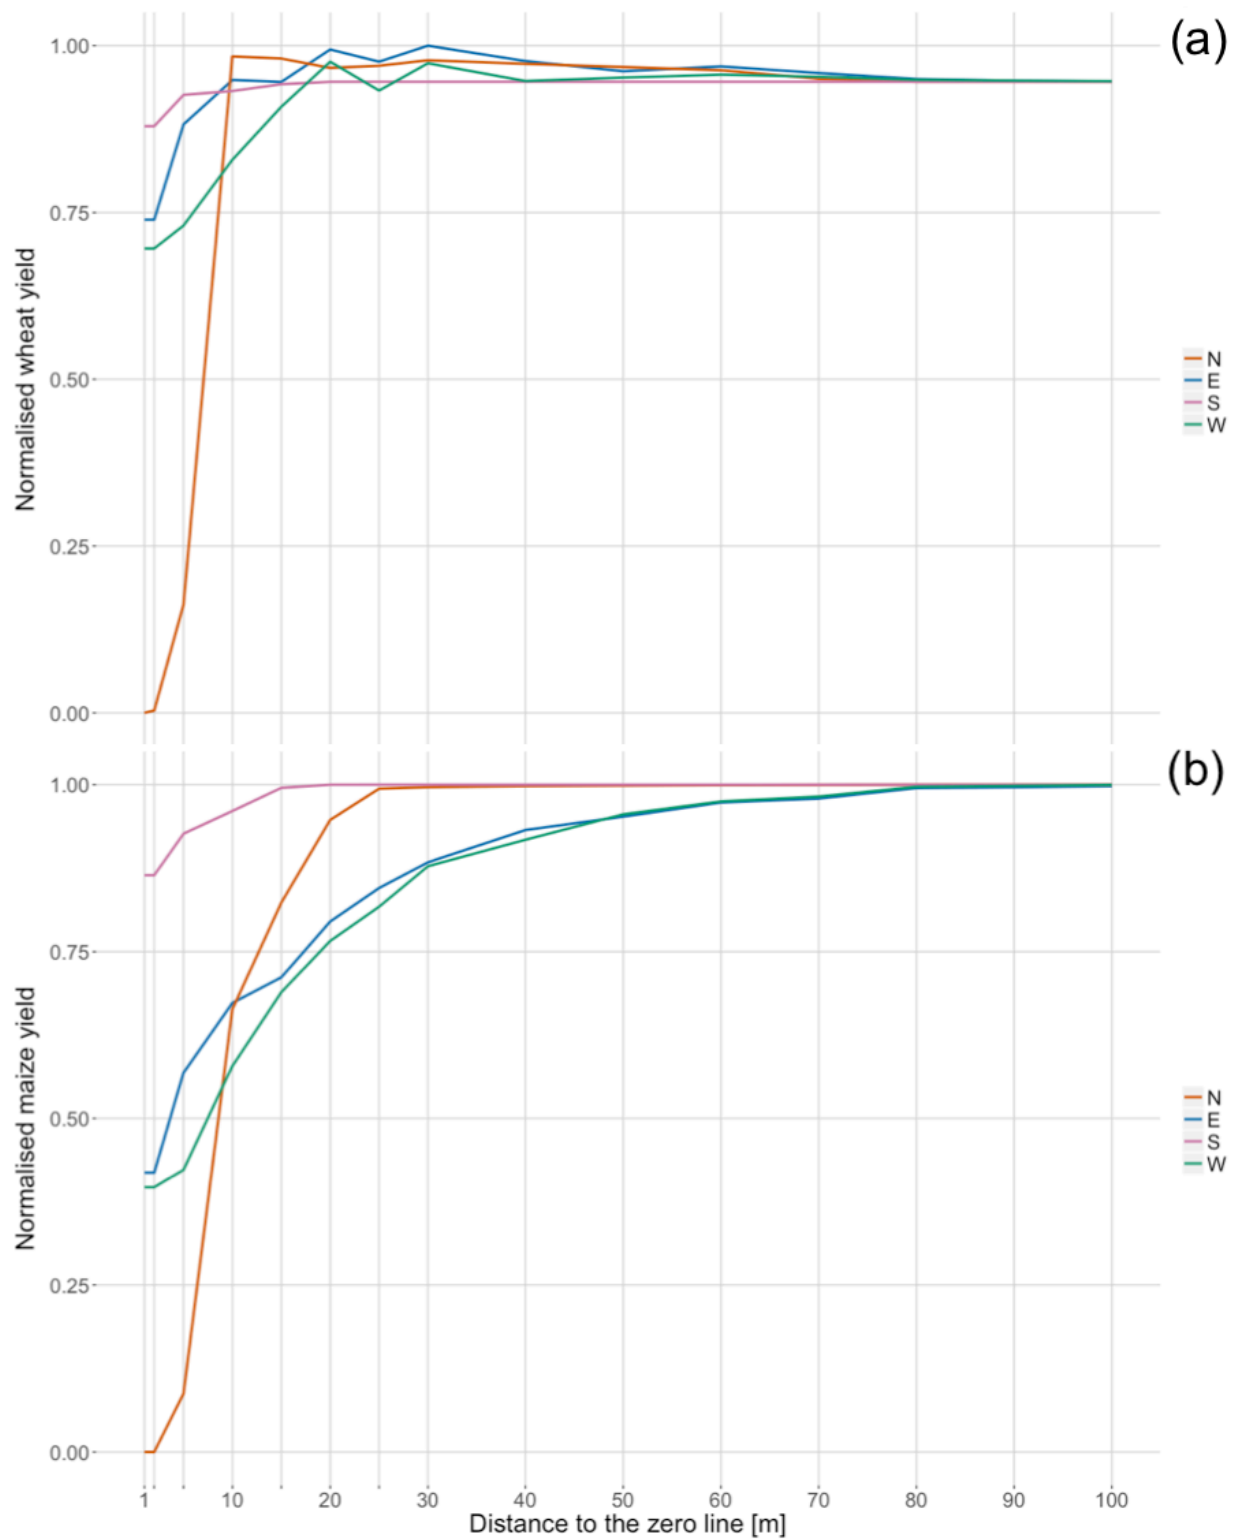 (a)
1.00
0.75
0.50
0.25
0.00
Normalised wheat yield
N
E
S
W
(b)
1.00
0.75
0.50
0.25
0.00
Normalised maize yield
N
E
S
W
1 10 20 30 40 50 60 70 80 90 100
Distance to the zero line [m]